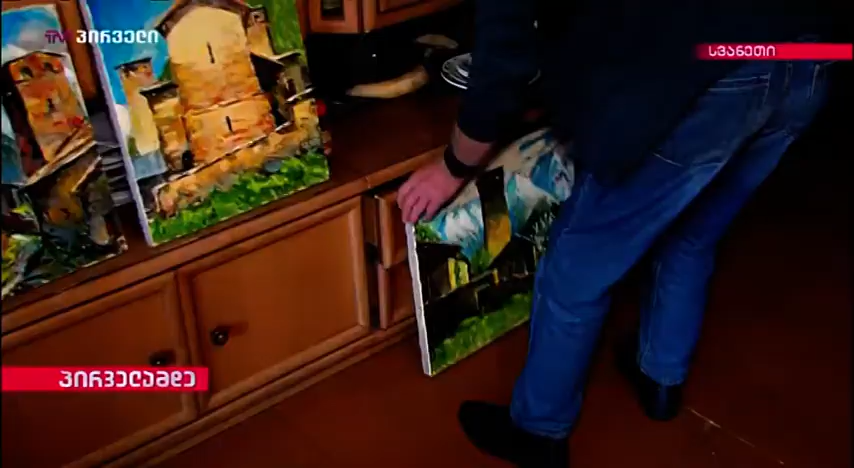 TV ᲞᲘᲠᲕᲔᲚᲘ
ᲡᲕᲐᲜᲔᲗᲘ
ᲞᲘᲠᲕᲔᲚᲐᲛᲓᲔ